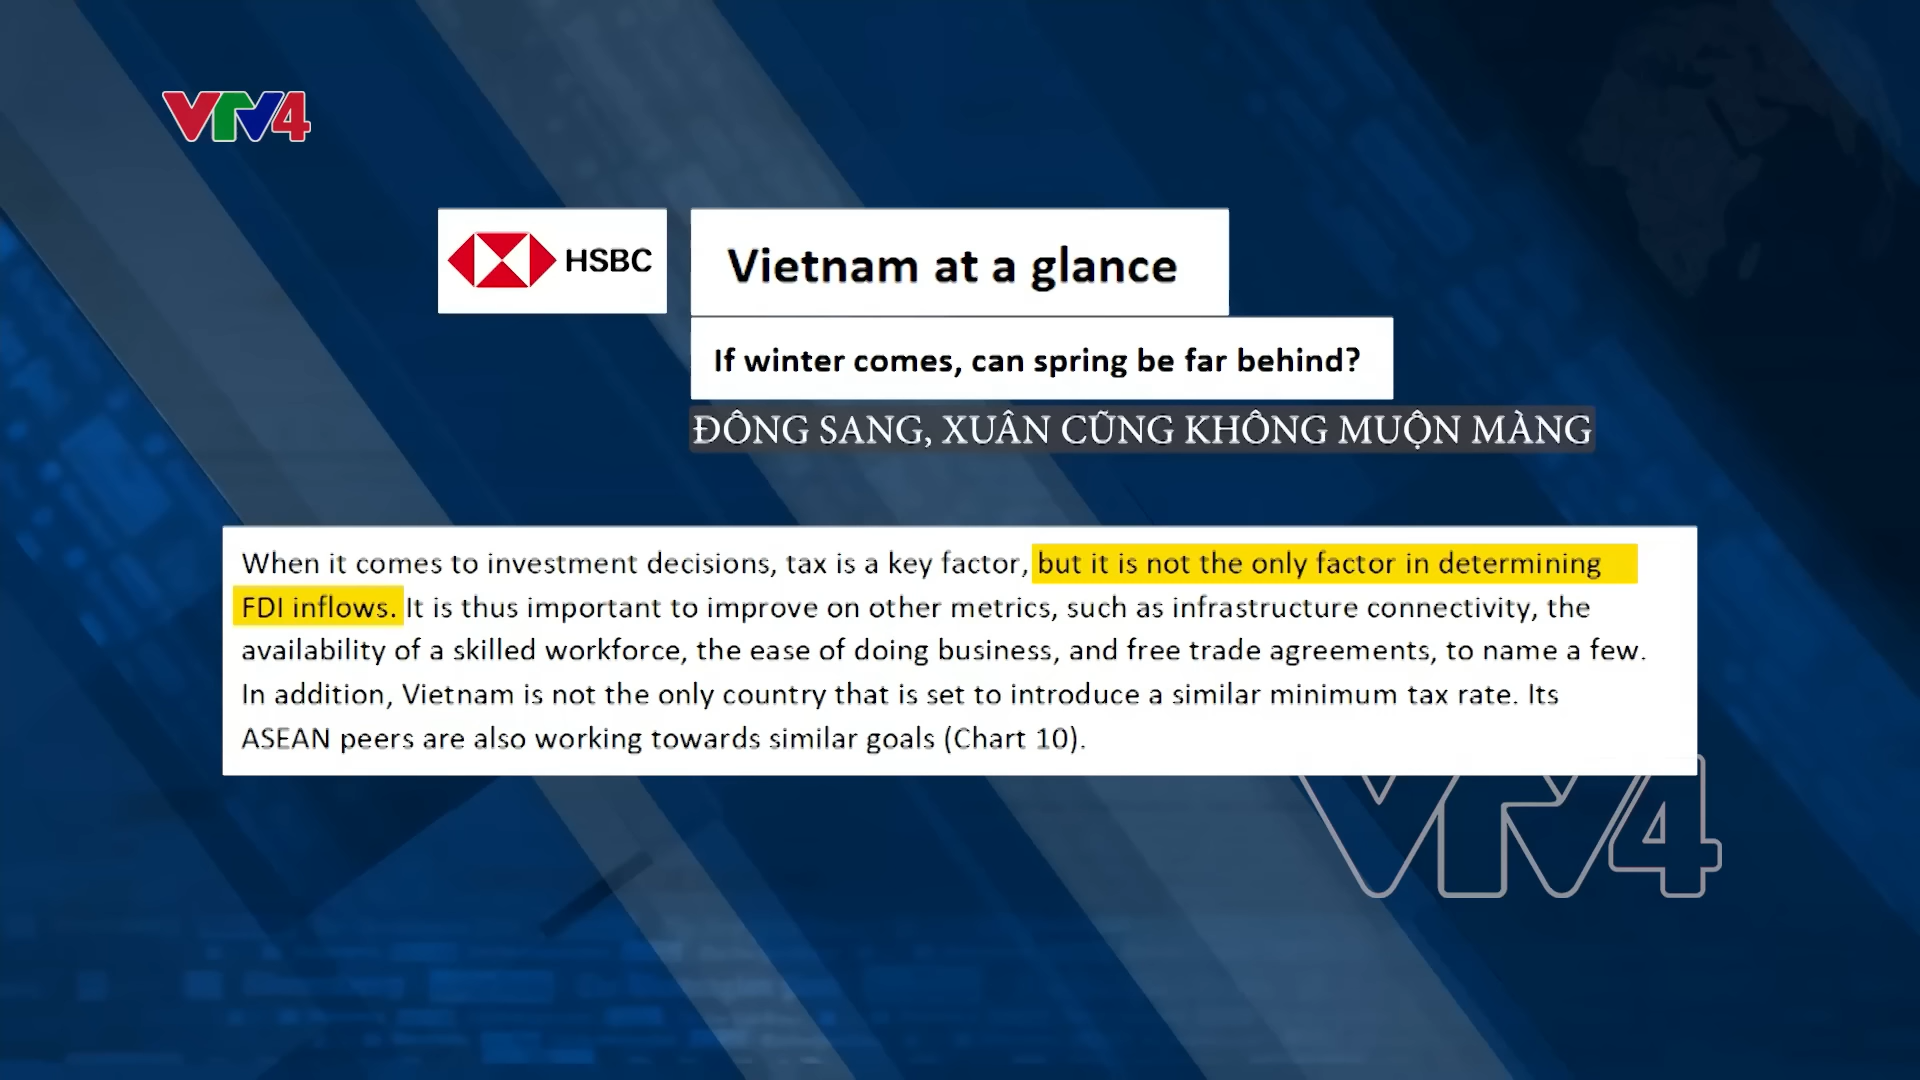 VTV4
HSBC
Vietnam at a glance
If winter comes, can spring be far behind?
ĐÔNG SANG, XUÂN CŨNG KHÔNG MUỘN MÀNG
When it comes to investment decisions, tax is a key factor, but it is not the only factor in determining
FDI inflows. It is thus important to improve on other metrics, such as infrastructure connectivity, the
availability of a skilled workforce, the ease of doing business, and free trade agreements, to name a few.
In addition, Vietnam is not the only country that is set to introduce a similar minimum tax rate. Its
ASEAN peers are also working towards similar goals (Chart 10).
VTV4